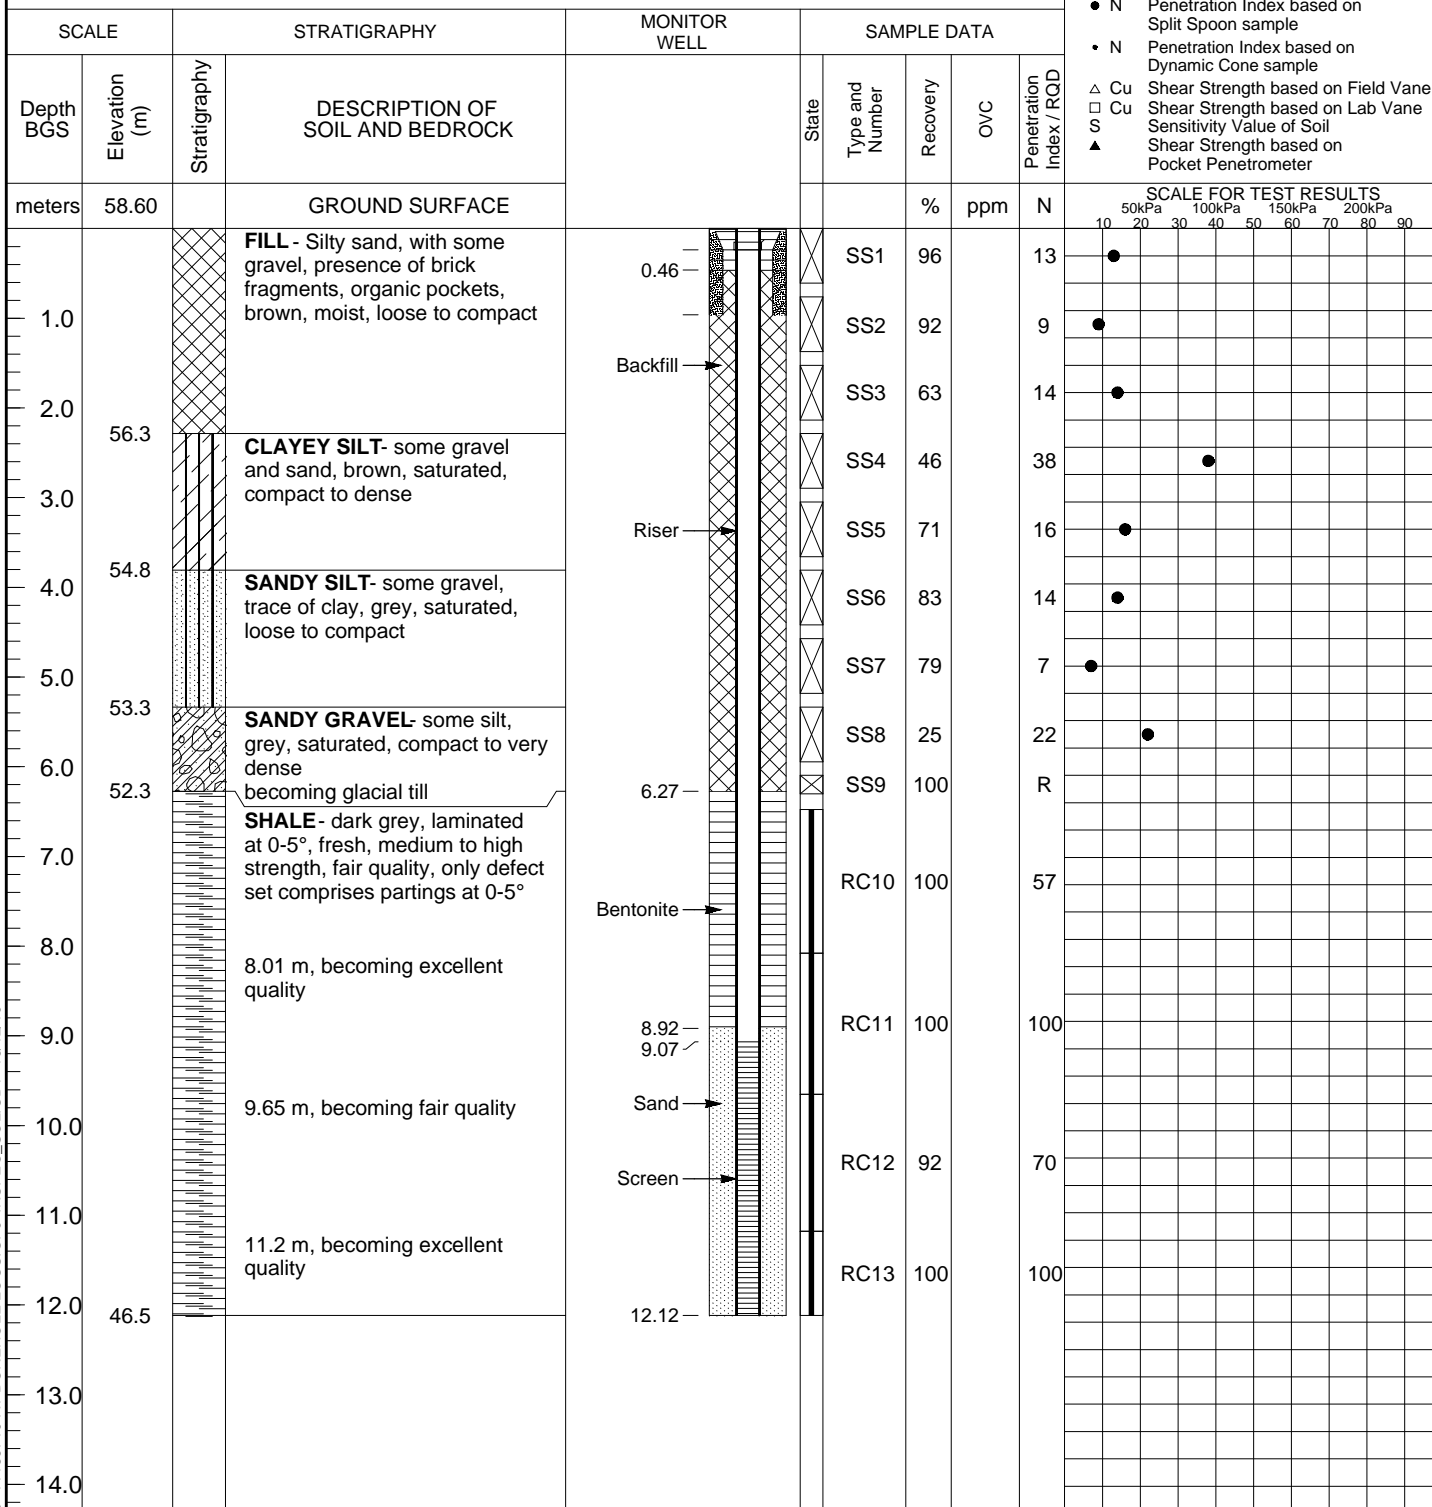 ● N Penetration Index based on
Split Spoon sample
• N Penetration Index based on
Dynamic Cone sample
△ Cu Shear Strength based on Field Vane
□ Cu Shear Strength based on Lab Vane
S Sensitivity Value of Soil
▲ Shear Strength based on
Pocket Penetrometer
SCALE STRATIGRAPHY MONITOR WELL SAMPLE DATA
Depth BGS
Elevation (m)
Stratigraphy
DESCRIPTION OF
SOIL AND BEDROCK
State
Type and Number
Recovery
OVC
Penetration Index / RQD
meters 58.60 GROUND SURFACE % ppm N
SCALE FOR TEST RESULTS
50kPa 100kPa 150kPa 200kPa
10 20 30 40 50 60 70 80 90
FILL - Silty sand, with some
gravel, presence of brick
fragments, organic pockets,
brown, moist, loose to compact
SS1 96 13
0.46
1.0
SS2 92 9
Backfill
SS3 63 14
2.0
56.3
CLAYEY SILT- some gravel
and sand, brown, saturated,
compact to dense
SS4 46 38
3.0
Riser
SS5 71 16
54.8
SANDY SILT- some gravel,
trace of clay, grey, saturated,
loose to compact
4.0
SS6 83 14
SS7 79 7
5.0
53.3
SANDY GRAVEL- some silt,
grey, saturated, compact to very
dense
becoming glacial till
SS8 25 22
6.0
SS9 100 R
52.3
6.27
SHALE - dark grey, laminated
at 0-5°, fresh, medium to high
strength, fair quality, only defect
set comprises partings at 0-5°
7.0
RC10 100 57
Bentonite
8.0
8.01 m, becoming excellent
quality
RC11 100 100
8.92
9.0
9.07
Sand
9.65 m, becoming fair quality
10.0
RC12 92 70
Screen
11.0
11.2 m, becoming excellent
quality
RC13 100 100
12.0
46.5
12.12
13.0
14.0